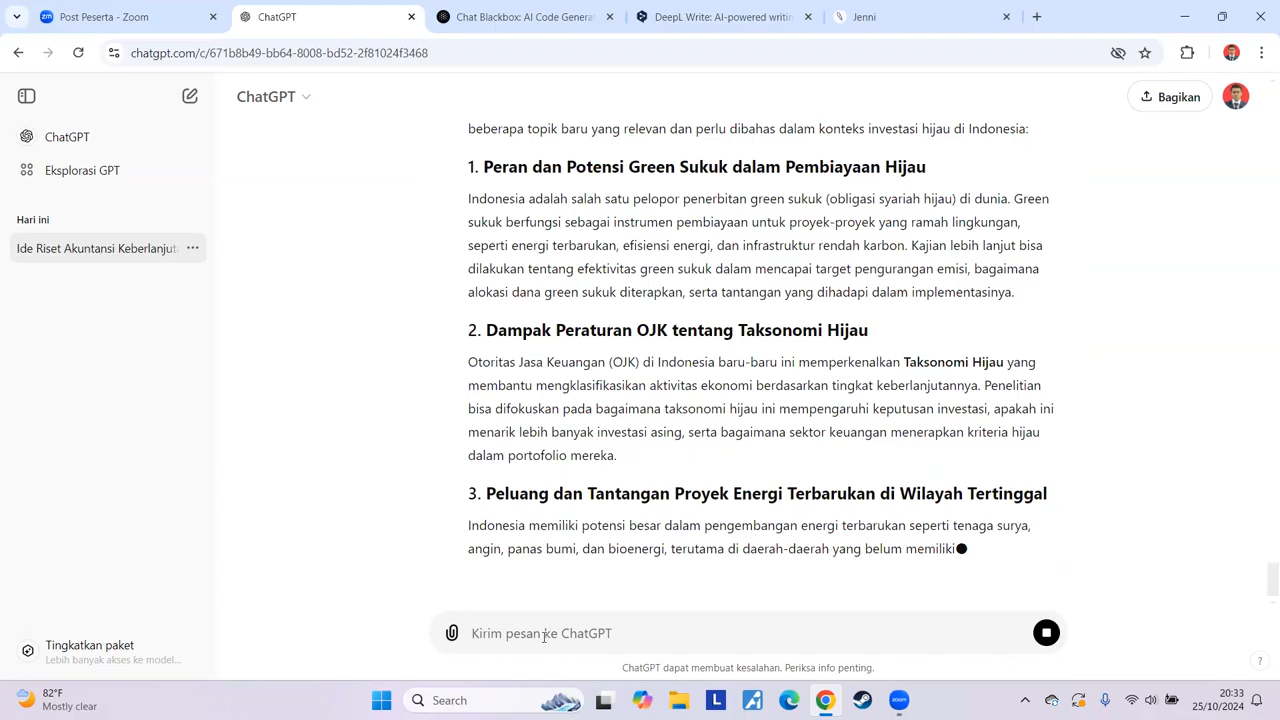 Post Peserta - Zoom
ChatGPT
Chat Blackbox: AI Code Genera
DeepL Write: AI-powered writin
Jenni
chatgpt.com/c/671b8b49-bb64-8008-bd52-2f81024f3468
ChatGPT
Bagikan
ChatGPT
Eksplorasi GPT
Hari ini
Ide Riset Akuntansi Keberlanjut
beberapa topik baru yang relevan dan perlu dibahas dalam konteks investasi hijau di Indonesia:
1. Peran dan Potensi Green Sukuk dalam Pembiayaan Hijau
Indonesia adalah salah satu pelopor penerbitan green sukuk (obligasi syariah hijau) di dunia. Green
sukuk berfungsi sebagai instrumen pembiayaan untuk proyek-proyek yang ramah lingkungan,
seperti energi terbarukan, efisiensi energi, dan infrastruktur rendah karbon. Kajian lebih lanjut bisa
dilakukan tentang efektivitas green sukuk dalam mencapai target pengurangan emisi, bagaimana
alokasi dana green sukuk diterapkan, serta tantangan yang dihadapi dalam implementasinya.
2. Dampak Peraturan OJK tentang Taksonomi Hijau
Otoritas Jasa Keuangan (OJK) di Indonesia baru-baru ini memperkenalkan Taksonomi Hijau yang
membantu mengklasifikasikan aktivitas ekonomi berdasarkan tingkat keberlanjutannya. Penelitian
bisa difokuskan pada bagaimana taksonomi hijau ini mempengaruhi keputusan investasi, apakah ini
menarik lebih banyak investasi asing, serta bagaimana sektor keuangan menerapkan kriteria hijau
dalam portofolio mereka.
3. Peluang dan Tantangan Proyek Energi Terbarukan di Wilayah Tertinggal
Indonesia memiliki potensi besar dalam pengembangan energi terbarukan seperti tenaga surya,
angin, panas bumi, dan bioenergi, terutama di daerah-daerah yang belum memiliki
Kirim pesan ke ChatGPT
ChatGPT dapat membuat kesalahan. Periksa info penting.
?
Tingkatkan paket
Lebih banyak akses ke model...
82°F
Mostly clear
Search
L
zoom
20:33
25/10/2024